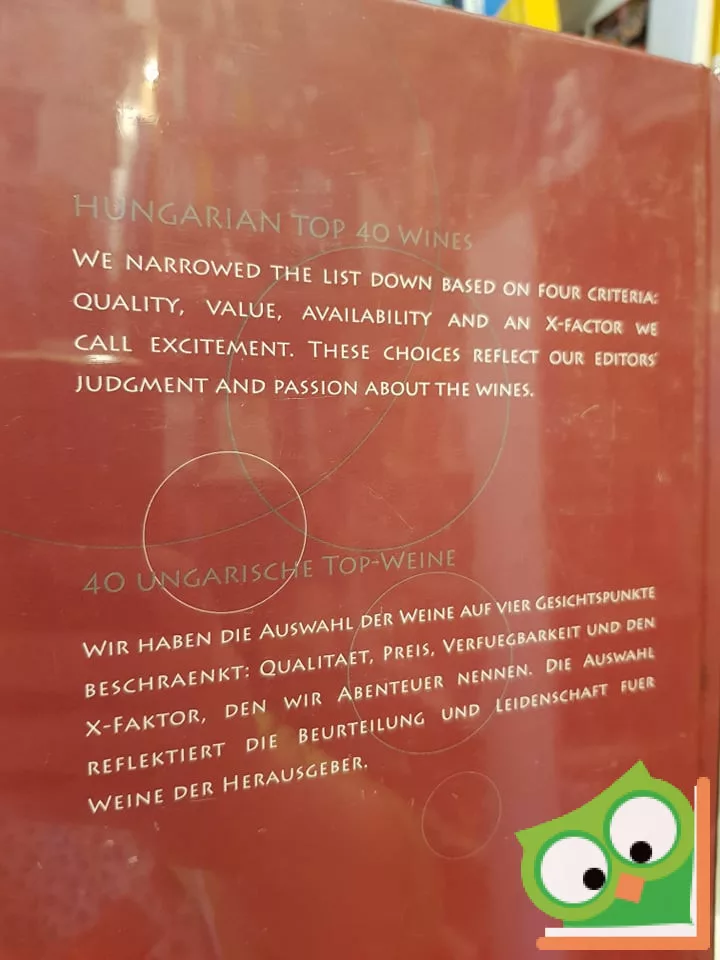 HUNGARIAN TOP 40 WINES
WE NARROWED THE LIST DOWN BASED ON FOUR CRITERIA:
QUALITY, VALUE, AVAILABILITY AND AN X-FACTOR WE
CALL EXCITEMENT. THESE CHOICES REFLECT OUR EDITORS'
JUDGMENT AND PASSION ABOUT THE WINES.
40 UNGARISCHE TOP-WEINE
WIR HABEN DIE AUSWAHL DER WEINE AUF VIER GESICHTSPUNKTE
BESCHRAENKT: QUALITAET, PREIS, VERFUEGBARKEIT UND DEN
X-FAKTOR, DEN WIR ABENTEUER NENNEN. DIE AUSWAHL
REFLEKTIERT DIE BEURTEILUNG UND LEIDENSCHAFT FUER
WEINE DER HERAUSGEBER.